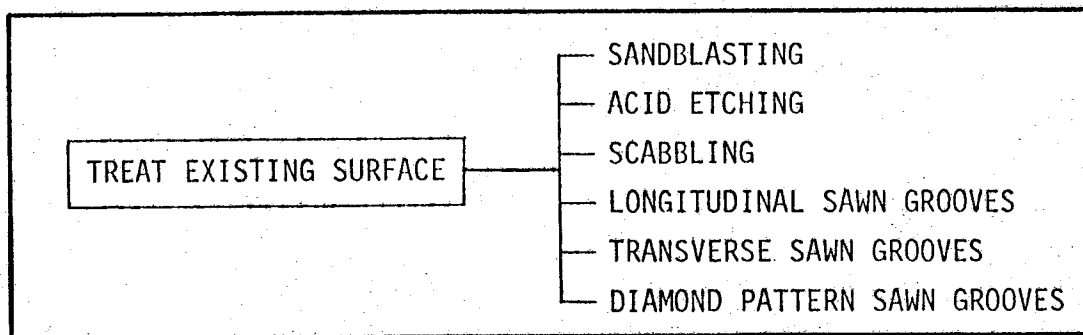 TREAT EXISTING SURFACE
SANDBLASTING
ACID ETCHING
SCABBLING
LONGITUDINAL SAWN GROOVES
TRANSVERSE SAWN GROOVES
DIAMOND PATTERN SAWN GROOVES